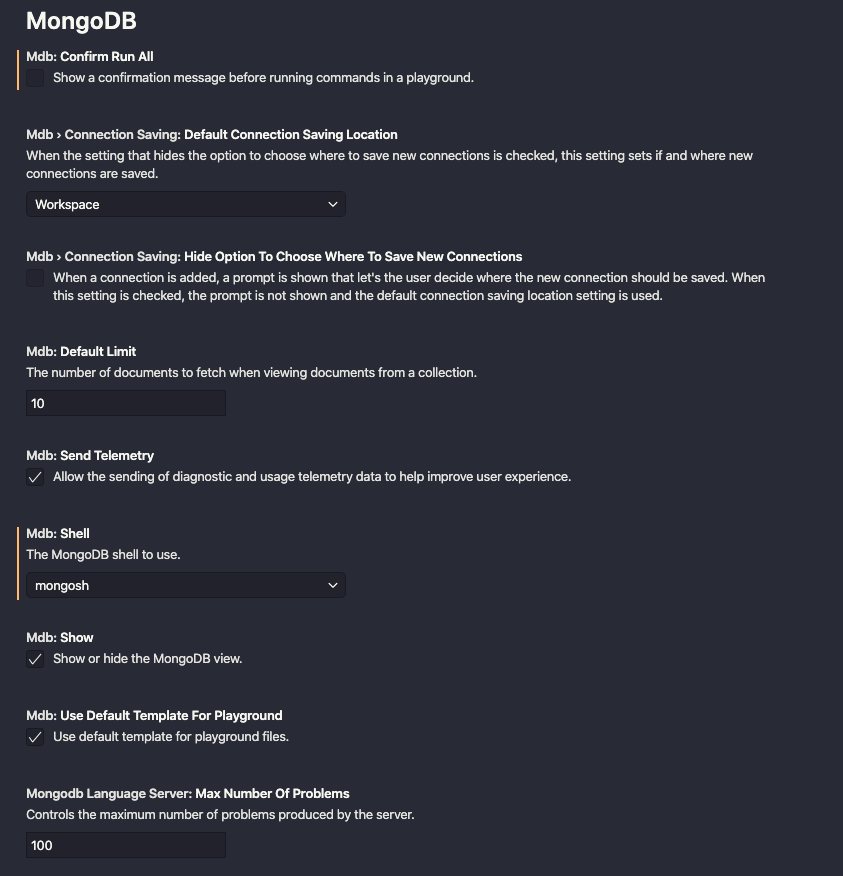 MongoDB
Mdb: Confirm Run All
Show a confirmation message before running commands in a playground.
Mdb › Connection Saving: Default Connection Saving Location
When the setting that hides the option to choose where to save new connections is checked, this setting sets if and where new
connections are saved.
Workspace
Mdb › Connection Saving: Hide Option To Choose Where To Save New Connections
When a connection is added, a prompt is shown that let's the user decide where the new connection should be saved. When
this setting is checked, the prompt is not shown and the default connection saving location setting is used.
Mdb: Default Limit
The number of documents to fetch when viewing documents from a collection.
10
Mdb: Send Telemetry
Allow the sending of diagnostic and usage telemetry data to help improve user experience.
Mdb: Shell
The MongoDB shell to use.
mongosh
Mdb: Show
Show or hide the MongoDB view.
Mdb: Use Default Template For Playground
Use default template for playground files.
Mongodb Language Server: Max Number Of Problems
Controls the maximum number of problems produced by the server.
100